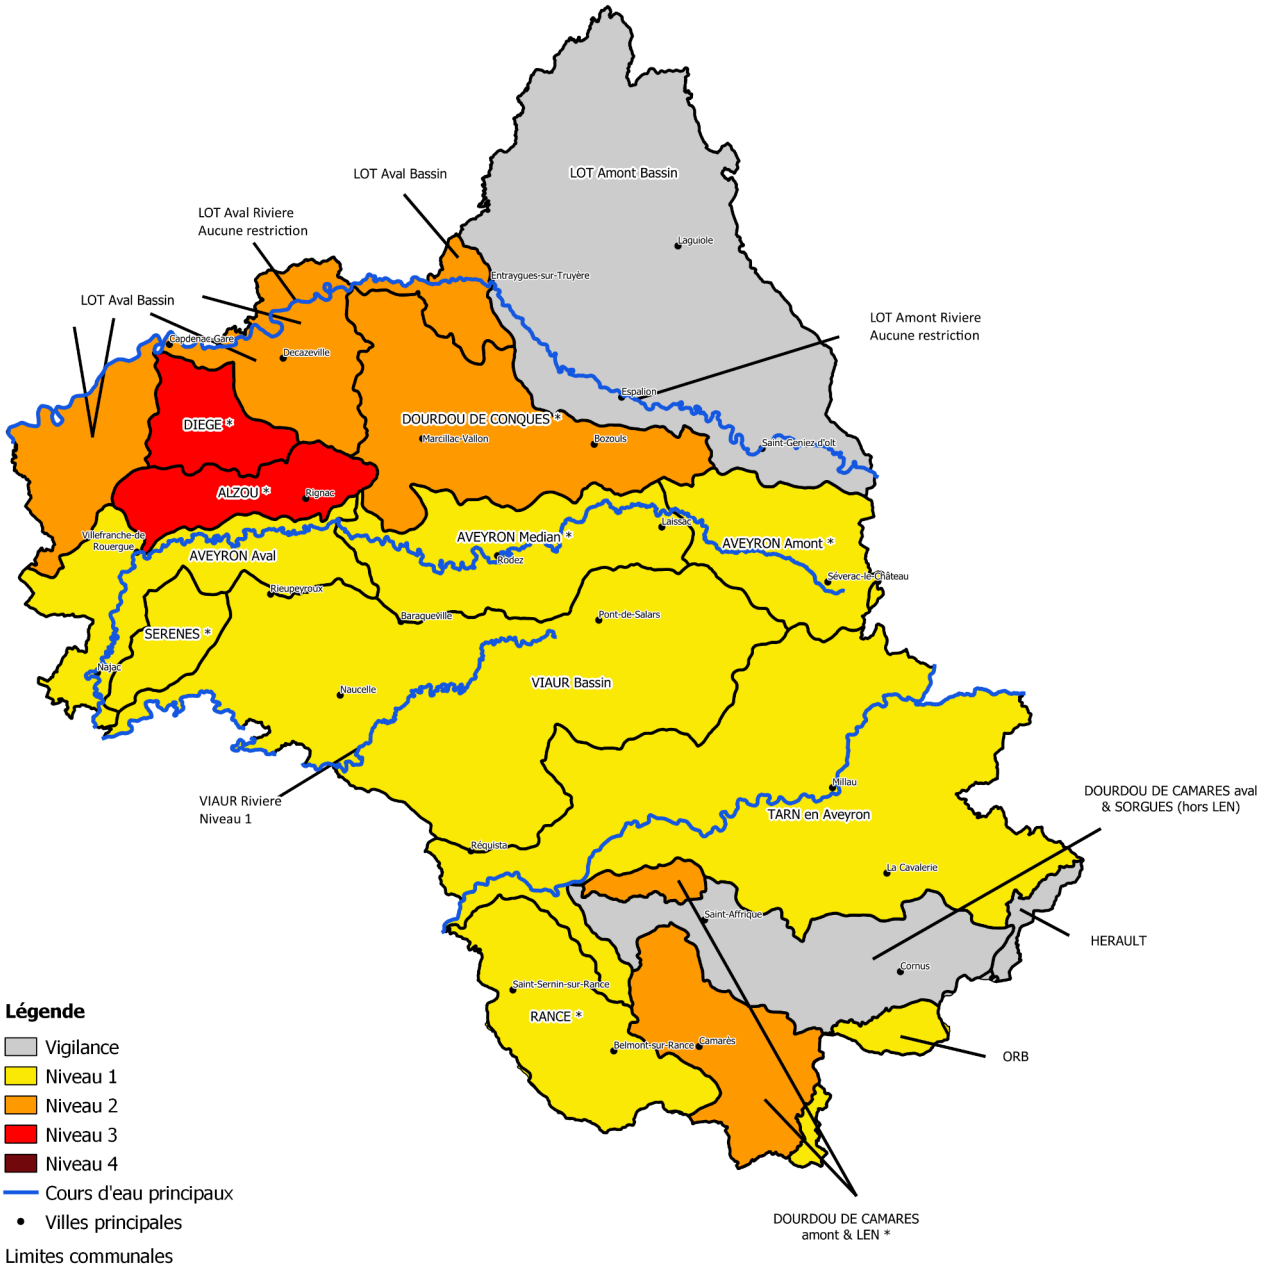 LOT Amont Bassin
LOT Aval Bassin
LOT Aval Riviere
Aucune restriction
Laguiole
Entraygues-sur-Truyère
LOT Aval Bassin
LOT Amont Riviere
Aucune restriction
Capdenac-Gare
Decazeville
Espalion
DIEGE *
DOURDOU DE CONQUES *
Marcillac-Vallon
Bozouls
Saint-Geniez-d'olt
ALZOU *
Rignac
Villefranche-de
Rouergue
AVEYRON Aval
AVEYRON Median *
Rodez
Laissac
AVEYRON Amont *
Séverac-le-Château
Rieupeyroux
Baraqueville
Pont-de-Salars
SERENES *
Najac
Naucelle
VIAUR Bassin
VIAUR Riviere
Niveau 1
Millau
TARN en Aveyron
DOURDOU DE CAMARES aval
& SORGUES (hors LEN)
Réquista
La Cavalerie
Saint-Affrique
HERAULT
Cornus
Saint-Sernin-sur-Rance
RANCE *
Belmont-sur-Rance
Camarès
ORB
DOURDOU DE CAMARES
amont & LEN *
Légende
Vigilance
Niveau 1
Niveau 2
Niveau 3
Niveau 4
Cours d'eau principaux
Villes principales
Limites communales